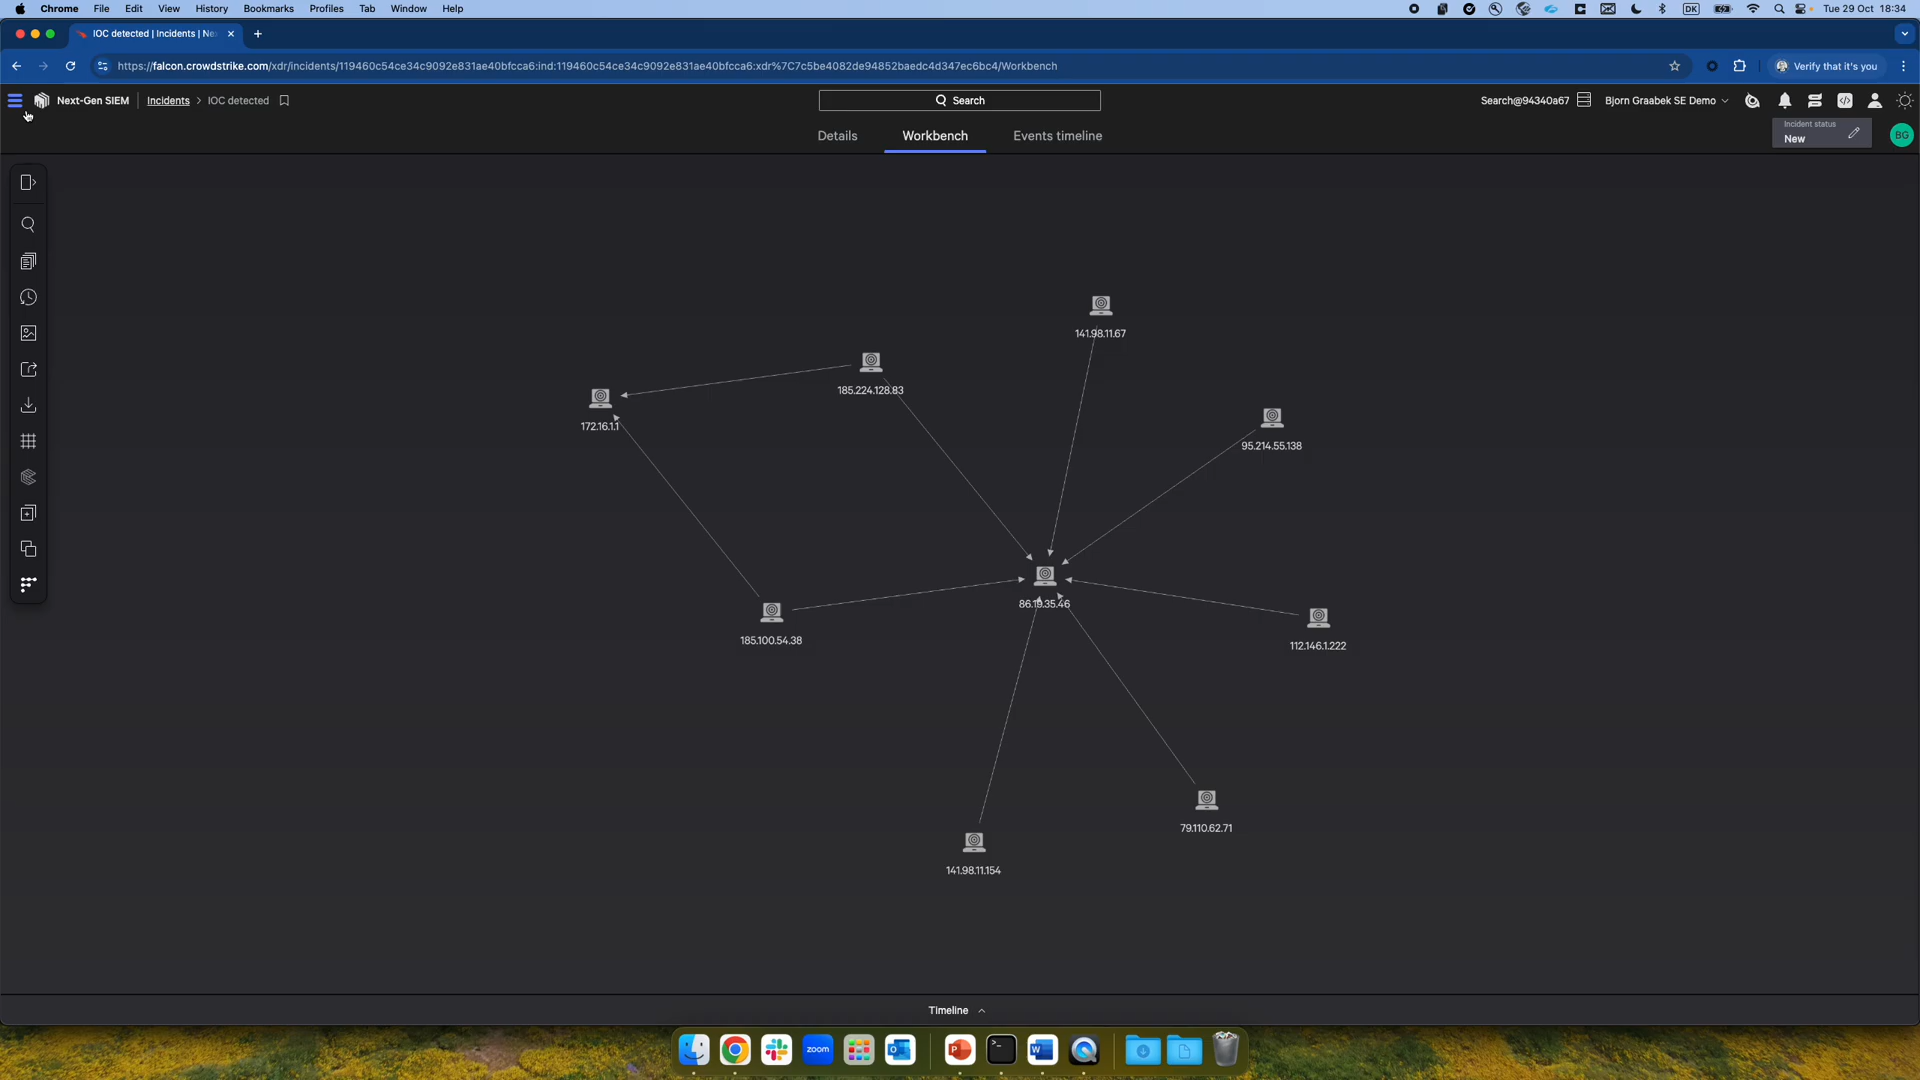 Chrome File Edit View History Bookmarks Profiles Tab Window Help
DK
Tue 29 Oct 18:34
IOC detected | Incidents | Ne
https://falcon.crowdstrike.com/xdr/incidents/119460c54ce34c9092e831ae40bfcca6:ind:119460c54ce34c9092e831ae40bfcca6:xdr%7C7c5be4082de94852baedc4d347ec6bc4/Workbench
Verify that it's you
Next-Gen SIEM
Incidents > IOC detected
Search
Search@94340a67
Bjorn Graabek SE Demo
Details
Workbench
Events timeline
Incident status
New
BG
141.98.11.67
185.224.128.83
172.16.1.1
95.214.55.138
86.19.35.46
185.100.54.38
112.146.1.222
79.110.62.71
141.98.11.154
Timeline
zoom